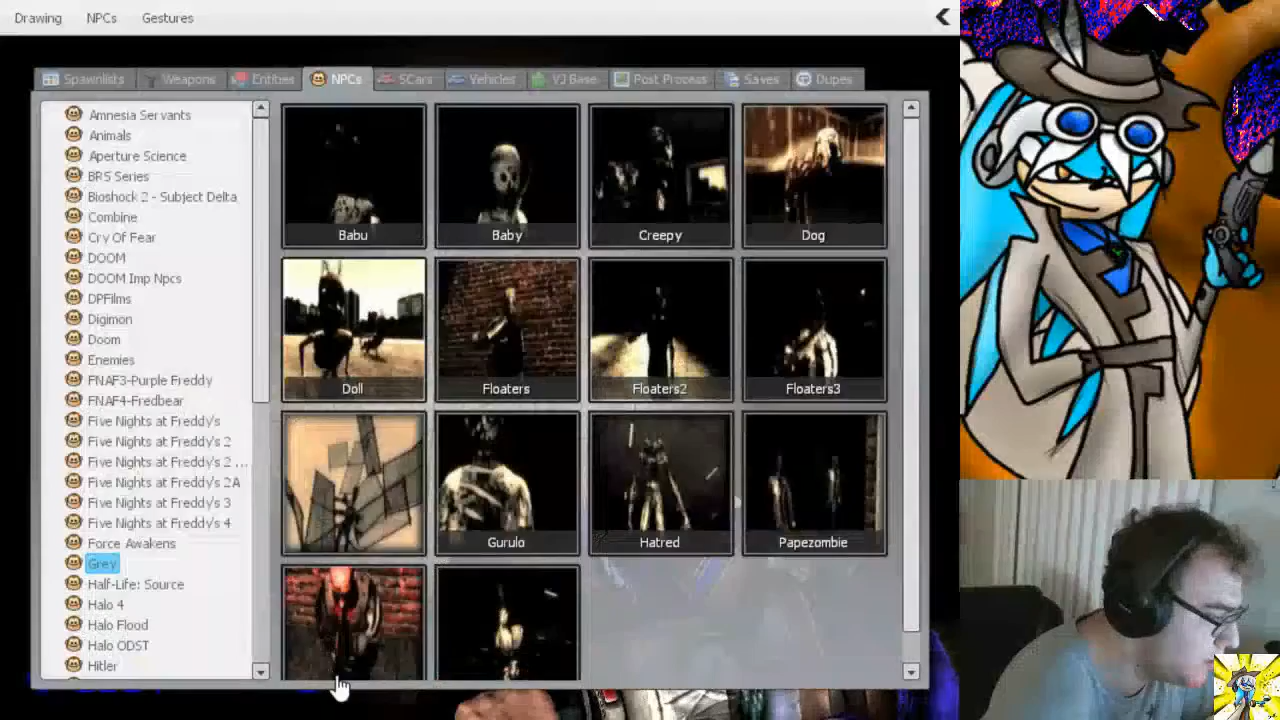 Drawing NPCs Gestures
Spawnlists Weapons Entities NPCs SCars Vehicles VJ Base Post Process Saves Dupes
Amnesia Servants
Animals
Aperture Science
BRS Series
Bioshock 2 - Subject Delta
Combine
Cry Of Fear
DOOM
DOOM Imp Npcs
DPFilms
Digimon
Doom
Enemies
FNAF3-Purple Freddy
FNAF4-Fredbear
Five Nights at Freddy's
Five Nights at Freddy's 2
Five Nights at Freddy's 2 ...
Five Nights at Freddy's 2A
Five Nights at Freddy's 3
Five Nights at Freddy's 4
Force Awakens
Grey
Half-Life: Source
Halo 4
Halo Flood
Halo ODST
Hitler
Babu Baby Creepy Dog
Doll Floaters Floaters2 Floaters3
Gurulo Hatred Papezombie